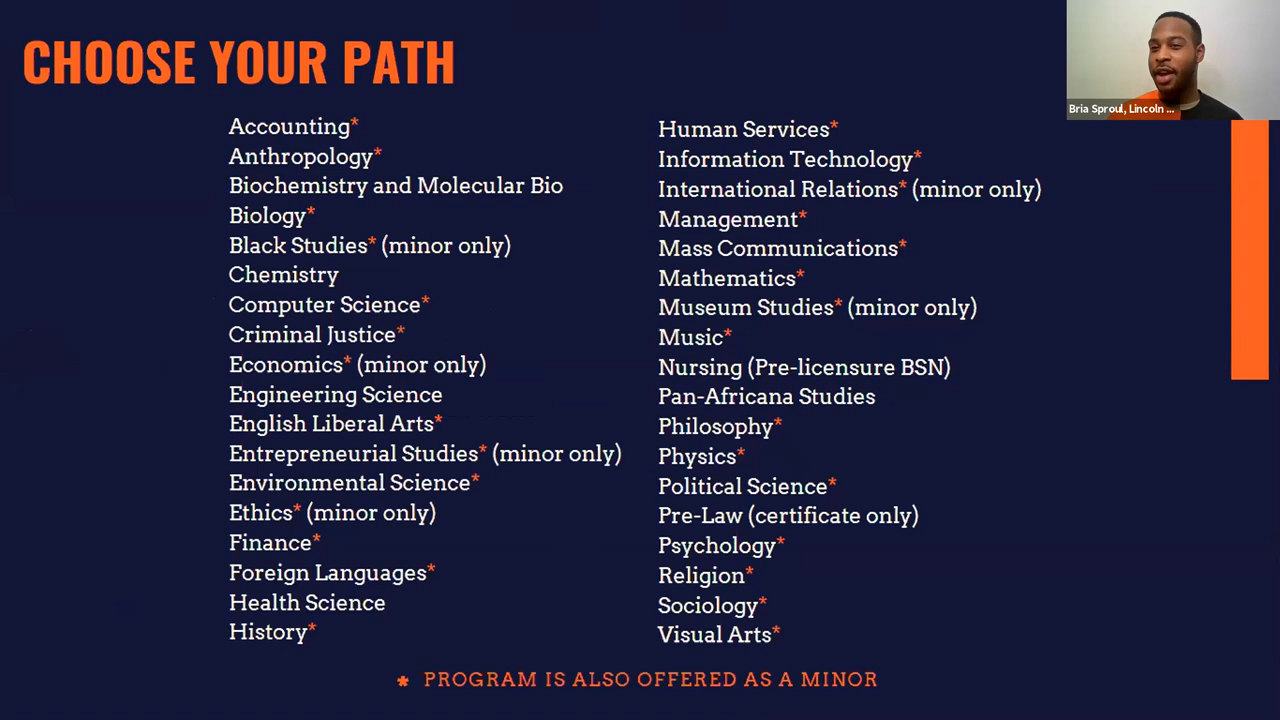 CHOOSE YOUR PATH
Bria Sproul, Lincoln ...
Accounting*
Anthropology*
Biochemistry and Molecular Bio
Biology*
Black Studies* (minor only)
Chemistry
Computer Science*
Criminal Justice*
Economics* (minor only)
Engineering Science
English Liberal Arts*
Entrepreneurial Studies* (minor only)
Environmental Science*
Ethics* (minor only)
Finance*
Foreign Languages*
Health Science
History*
Human Services*
Information Technology*
International Relations* (minor only)
Management*
Mass Communications*
Mathematics*
Museum Studies* (minor only)
Music*
Nursing (Pre-licensure BSN)
Pan-Africana Studies
Philosophy*
Physics*
Political Science*
Pre-Law (certificate only)
Psychology*
Religion*
Sociology*
Visual Arts*
* PROGRAM IS ALSO OFFERED AS A MINOR